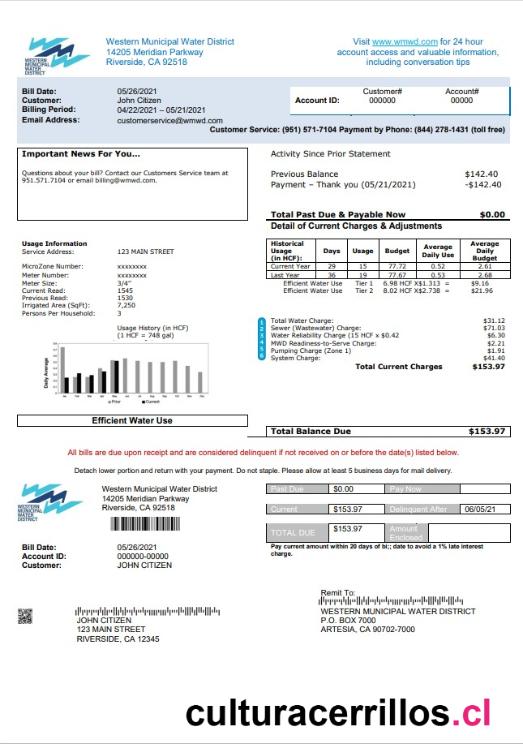 Western Municipal Water District
14205 Meridian Parkway
Riverside, CA 92518
Visit www.wmwd.com for 24 hour
account access and valuable information,
including conversation tips
WESTERN
MUNICIPAL
WATER
DISTRICT
Bill Date: 05/26/2021
Customer: John Citizen
Billing Period: 04/22/2021 – 05/21/2021
Email Address: customerservice@wmwd.com
Customer# Account#
Account ID: 000000 00000
Customer Service: (951) 571-7104 Payment by Phone: (844) 278-1431 (toll free)
Important News For You...
Questions about your bill? Contact our Customers Service team at
951.571.7104 or email billing@wmwd.com.
Activity Since Prior Statement
Previous Balance $142.40
Payment – Thank you (05/21/2021) -$142.40
Total Past Due & Payable Now $0.00
Detail of Current Charges & Adjustments
Historical Usage (in HCF): Days Usage Budget Average Daily Use Average Daily Budget
Current Year 29 15 77.72 0.52 2.61
Last Year 36 19 77.67 0.53 2.68
Efficient Water Use Tier 1 6.98 HCF X$1.313 = $9.16
Efficient Water Use Tier 2 8.02 HCF X$2.738 = $21.96
Usage Information
Service Address: 123 MAIN STREET
MicroZone Number: xxxxxxxx
Meter Number: xxxxxxxx
Meter Size: 3/4"
Current Read: 1545
Previous Read: 1530
Irrigated Area (SqFt): 7,250
Persons Per Household: 3
Usage History (in HCF)
(1 HCF = 748 gal)
Daily Average
Prior Current
Efficient Water Use
1 Total Water Charge: $31.12
2 Sewer (Wastewater) Charge: $71.03
3 Water Reliability Charge (15 HCF X $0.42 $6.30
4 MWD Readiness-to-Serve Charge: $2.21
5 Pumping Charge (Zone 1) $1.91
6 System Charge: $41.40
Total Current Charges $153.97
Total Balance Due $153.97
All bills are due upon receipt and are considered delinquent if not received on or before the date(s) listed below.
Detach lower portion and return with your payment. Do not staple. Please allow at least 5 business days for mail delivery.
WESTERN
MUNICIPAL
WATER
DISTRICT
Western Municipal Water District
14205 Meridian Parkway
Riverside, CA 92518
Bill Date: 05/26/2021
Account ID: 000000-00000
Customer: JOHN CITIZEN
Past Due $0.00 Pay Now
Current $153.97 Delinquent After 06/05/21
TOTAL DUE $153.97 Amount Enclosed
Pay current amount within 20 days of bi;; date to avoid a 1% late interest
charge.
JOHN CITIZEN
123 MAIN STREET
RIVERSIDE, CA 12345
Remit To:
WESTERN MUNICIPAL WATER DISTRICT
P.O. BOX 7000
ARTESIA, CA 90702-7000
culturacerrillos.cl